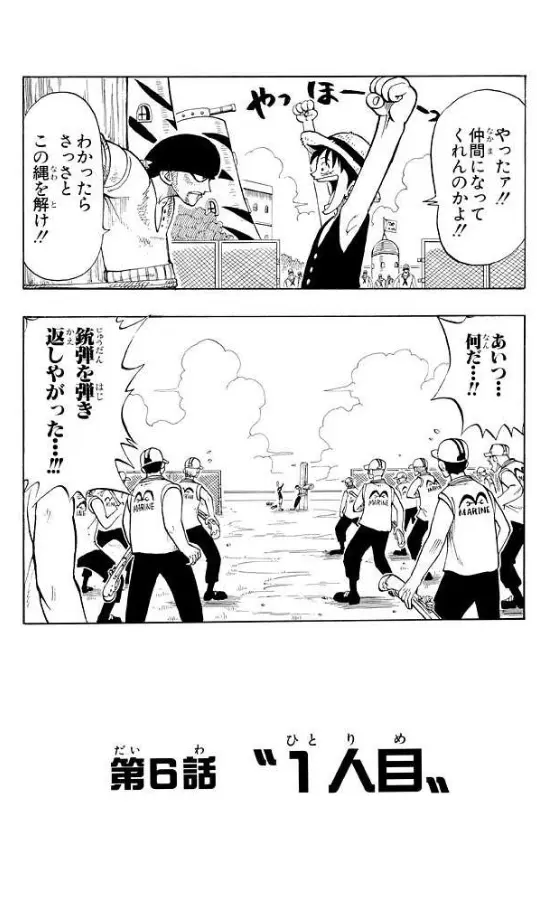 やったァ!!
仲間になって
くれんのかよ!!
やっほーーっ
わかったら
さっさと
この縄を解け!!
あいつ…
何だ…!!
銃弾を弾き
返しやがった…!!!
MARINE
MARINE
MARINE
MARINE
第6話 〝1人目〟